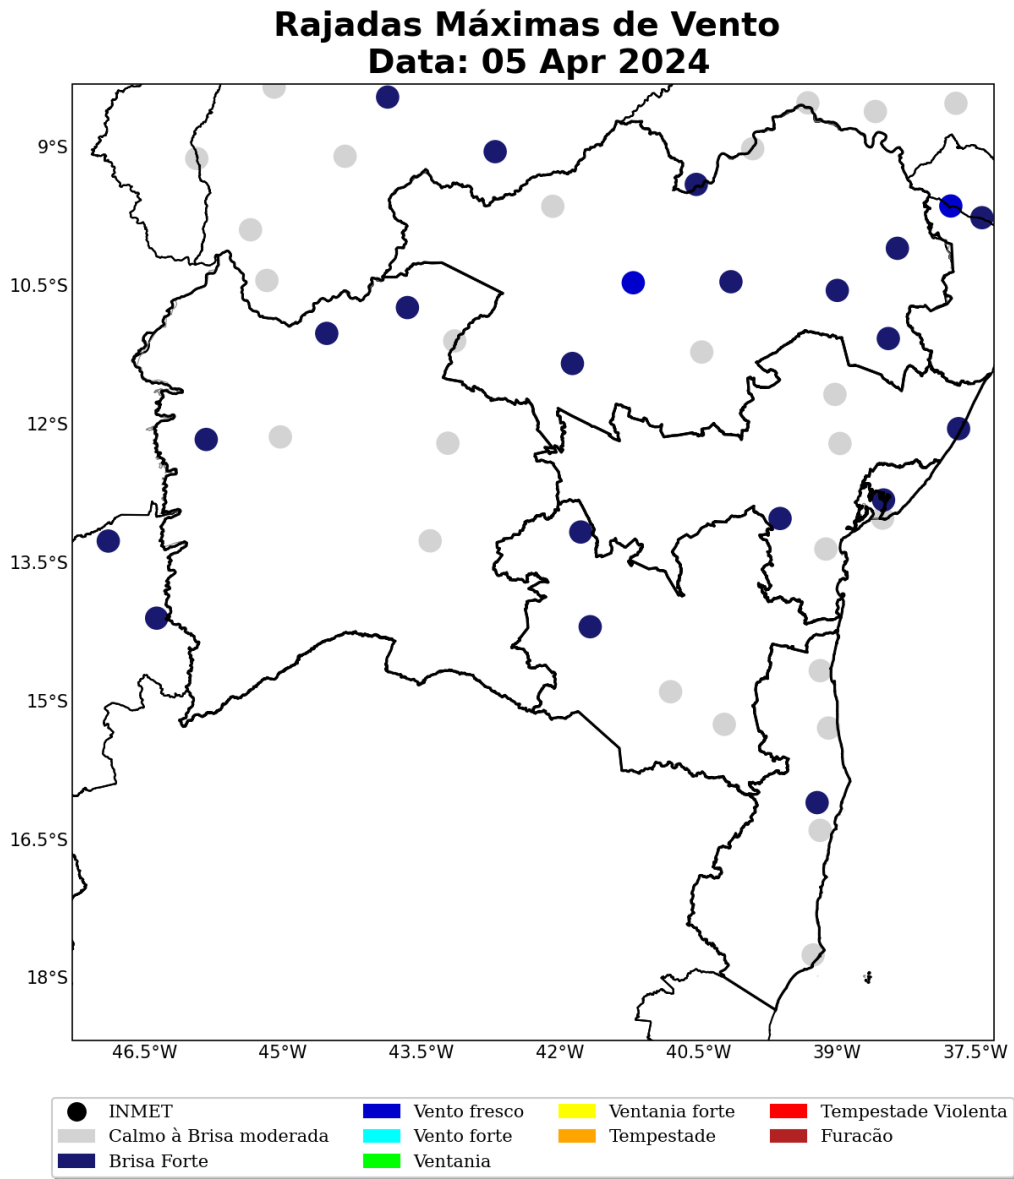 Rajadas Máximas de Vento
Data: 05 Apr 2024
9°S
10.5°S
12°S
13.5°S
15°S
16.5°S
18°S
46.5°W 45°W 43.5°W 42°W 40.5°W 39°W 37.5°W
INMET
Calmo à Brisa moderada
Brisa Forte
Vento fresco
Vento forte
Ventania
Ventania forte
Tempestade
Tempestade Violenta
Furacão